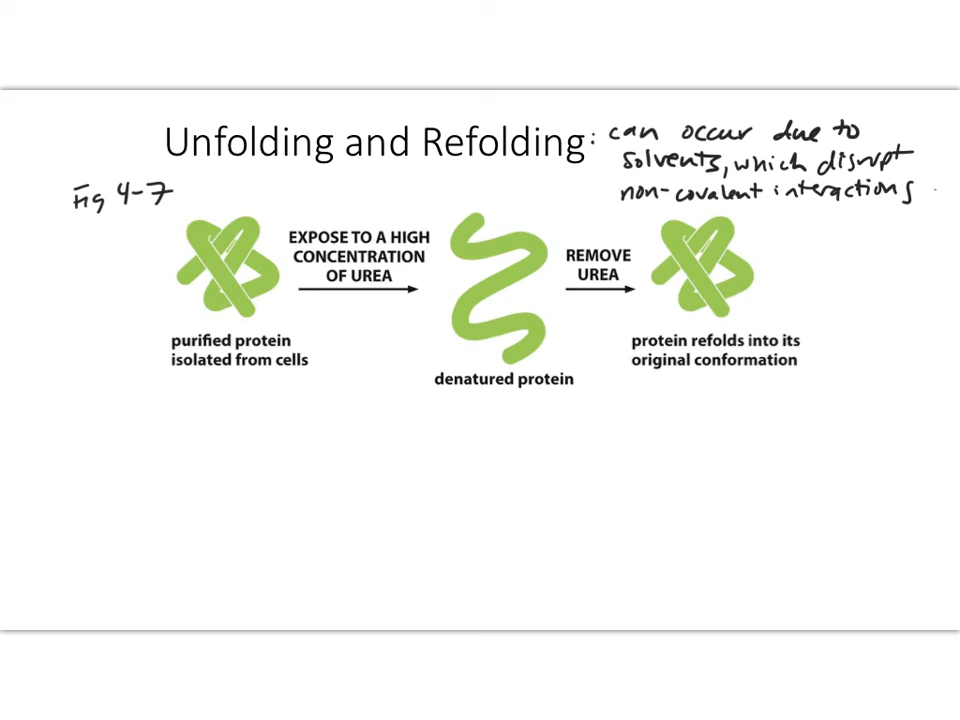 Unfolding and Refolding : can occur due to
solvents, which disrupt
non-covalent interactions
Fig 4-7
EXPOSE TO A HIGH
CONCENTRATION
OF UREA
REMOVE
UREA
purified protein
isolated from cells
denatured protein
protein refolds into its
original conformation